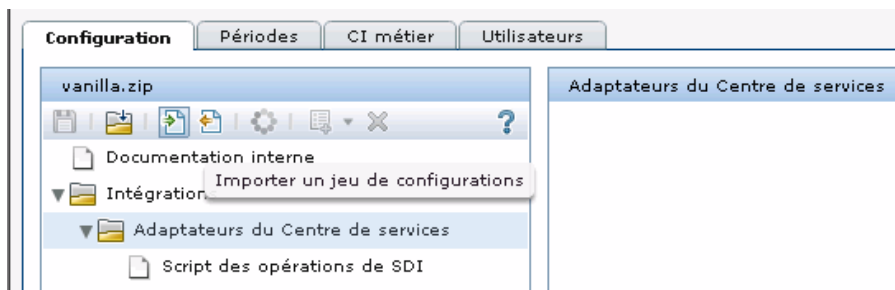 Configuration Périodes CI métier Utilisateurs
vanilla.zip Adaptateurs du Centre de services
?
Documentation interne
Importer un jeu de configurations
Intégrations
Adaptateurs du Centre de services
Script des opérations de SDI